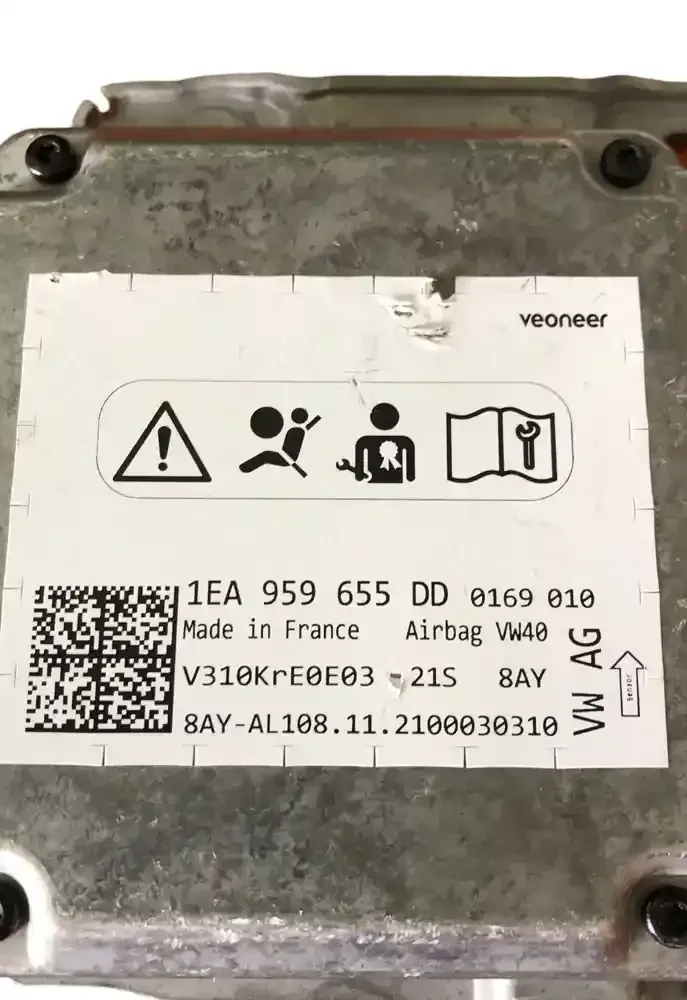 veoneer
1EA 959 655 DD 0169 010
Made in France Airbag VW40
V310KrE0E03 21S 8AY
8AY-AL108.11.2100030310
VW AG
Sensor